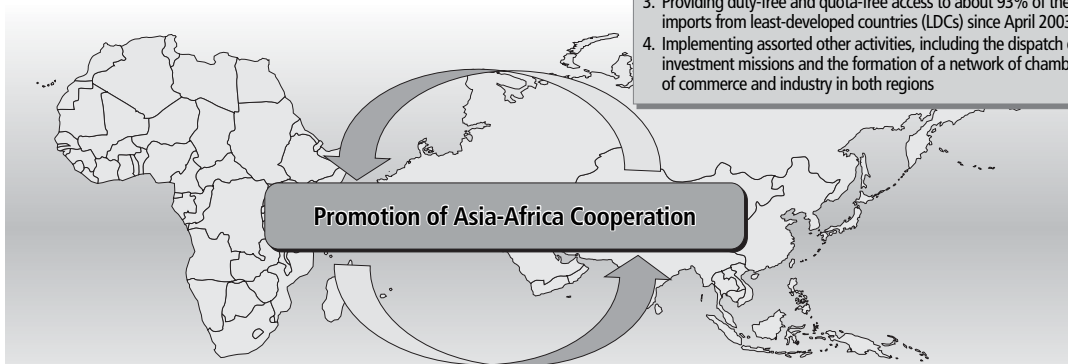 3. Providing duty-free and quota-free access to about 93% of the
imports from least-developed countries (LDCs) since April 2003
4. Implementing assorted other activities, including the dispatch
investment missions and the formation of a network of
of commerce and industry in both regions
Promotion of Asia-Africa Cooperation